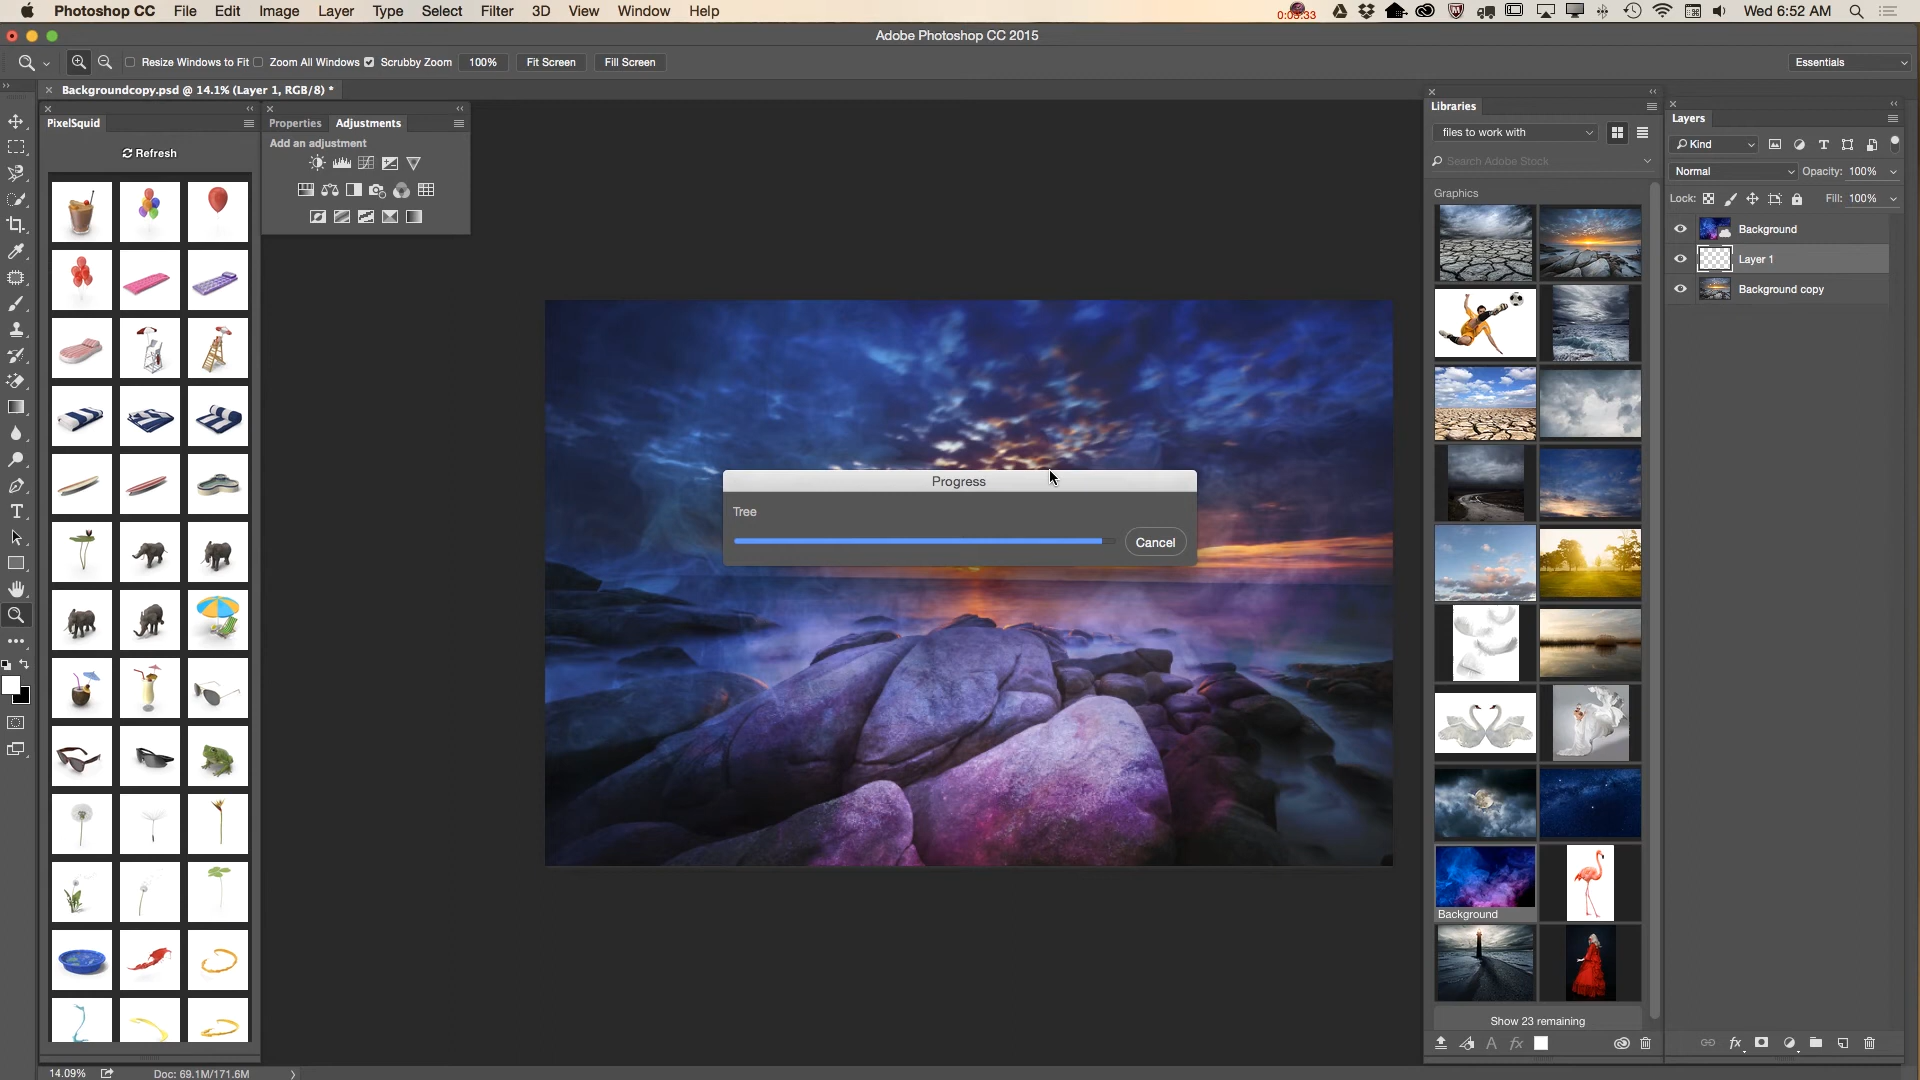 Photoshop CC File Edit Image Layer Type Select Filter 3D View Window Help
Wed 6:52 AM
Adobe Photoshop CC 2015
Resize Windows to Fit Zoom All Windows Scrubby Zoom 100% Fit Screen Fill Screen Essentials
Backgroundcopy.psd @ 14.1% (Layer 1, RGB/8) *
PixelSquid
Refresh
Properties Adjustments
Add an adjustment
Progress
Tree
Cancel
Libraries
files to work with
Search Adobe Stock
Graphics
Background
Show 23 remaining
Layers
Kind
Normal Opacity: 100%
Lock: Fill: 100%
Background
Layer 1
Background copy
14.09% Doc: 69.1M/171.6M